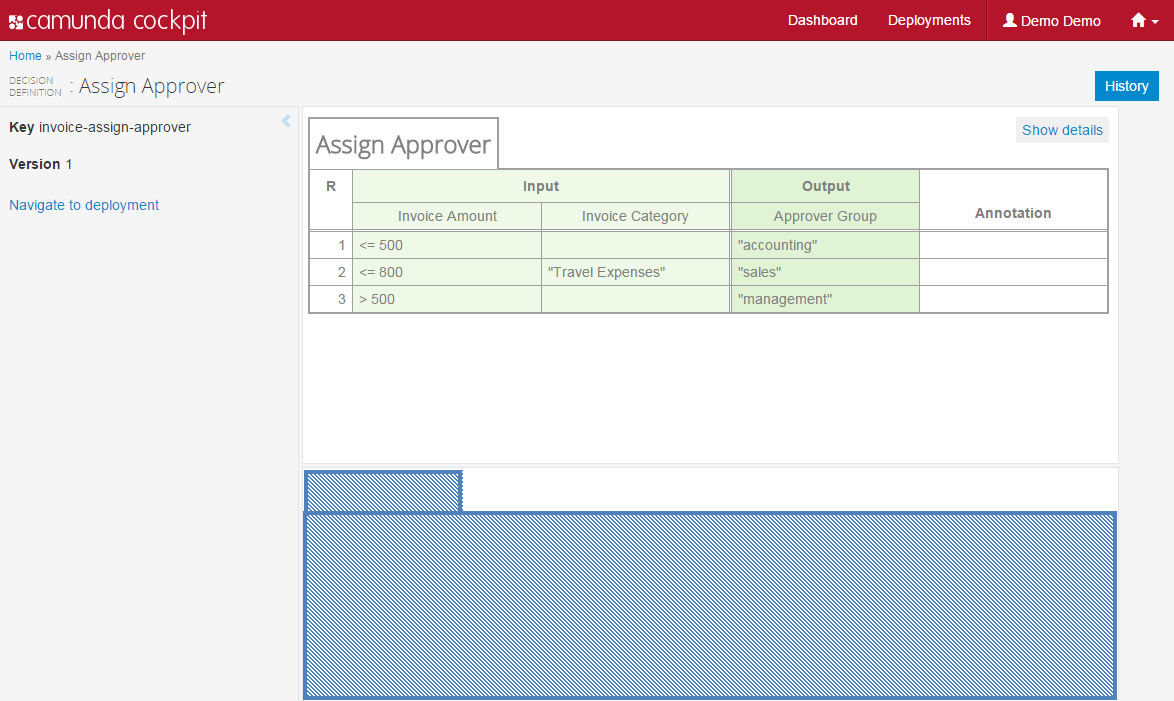 camunda cockpit Dashboard Deployments Demo Demo
Home » Assign Approver
DECISION DEFINITION : Assign Approver
History
Key invoice-assign-approver
Version 1
Navigate to deployment
Assign Approver
Show details
R Input Output Annotation
Invoice Amount Invoice Category Approver Group
1 <= 500 "accounting"
2 <= 800 "Travel Expenses" "sales"
3 > 500 "management"